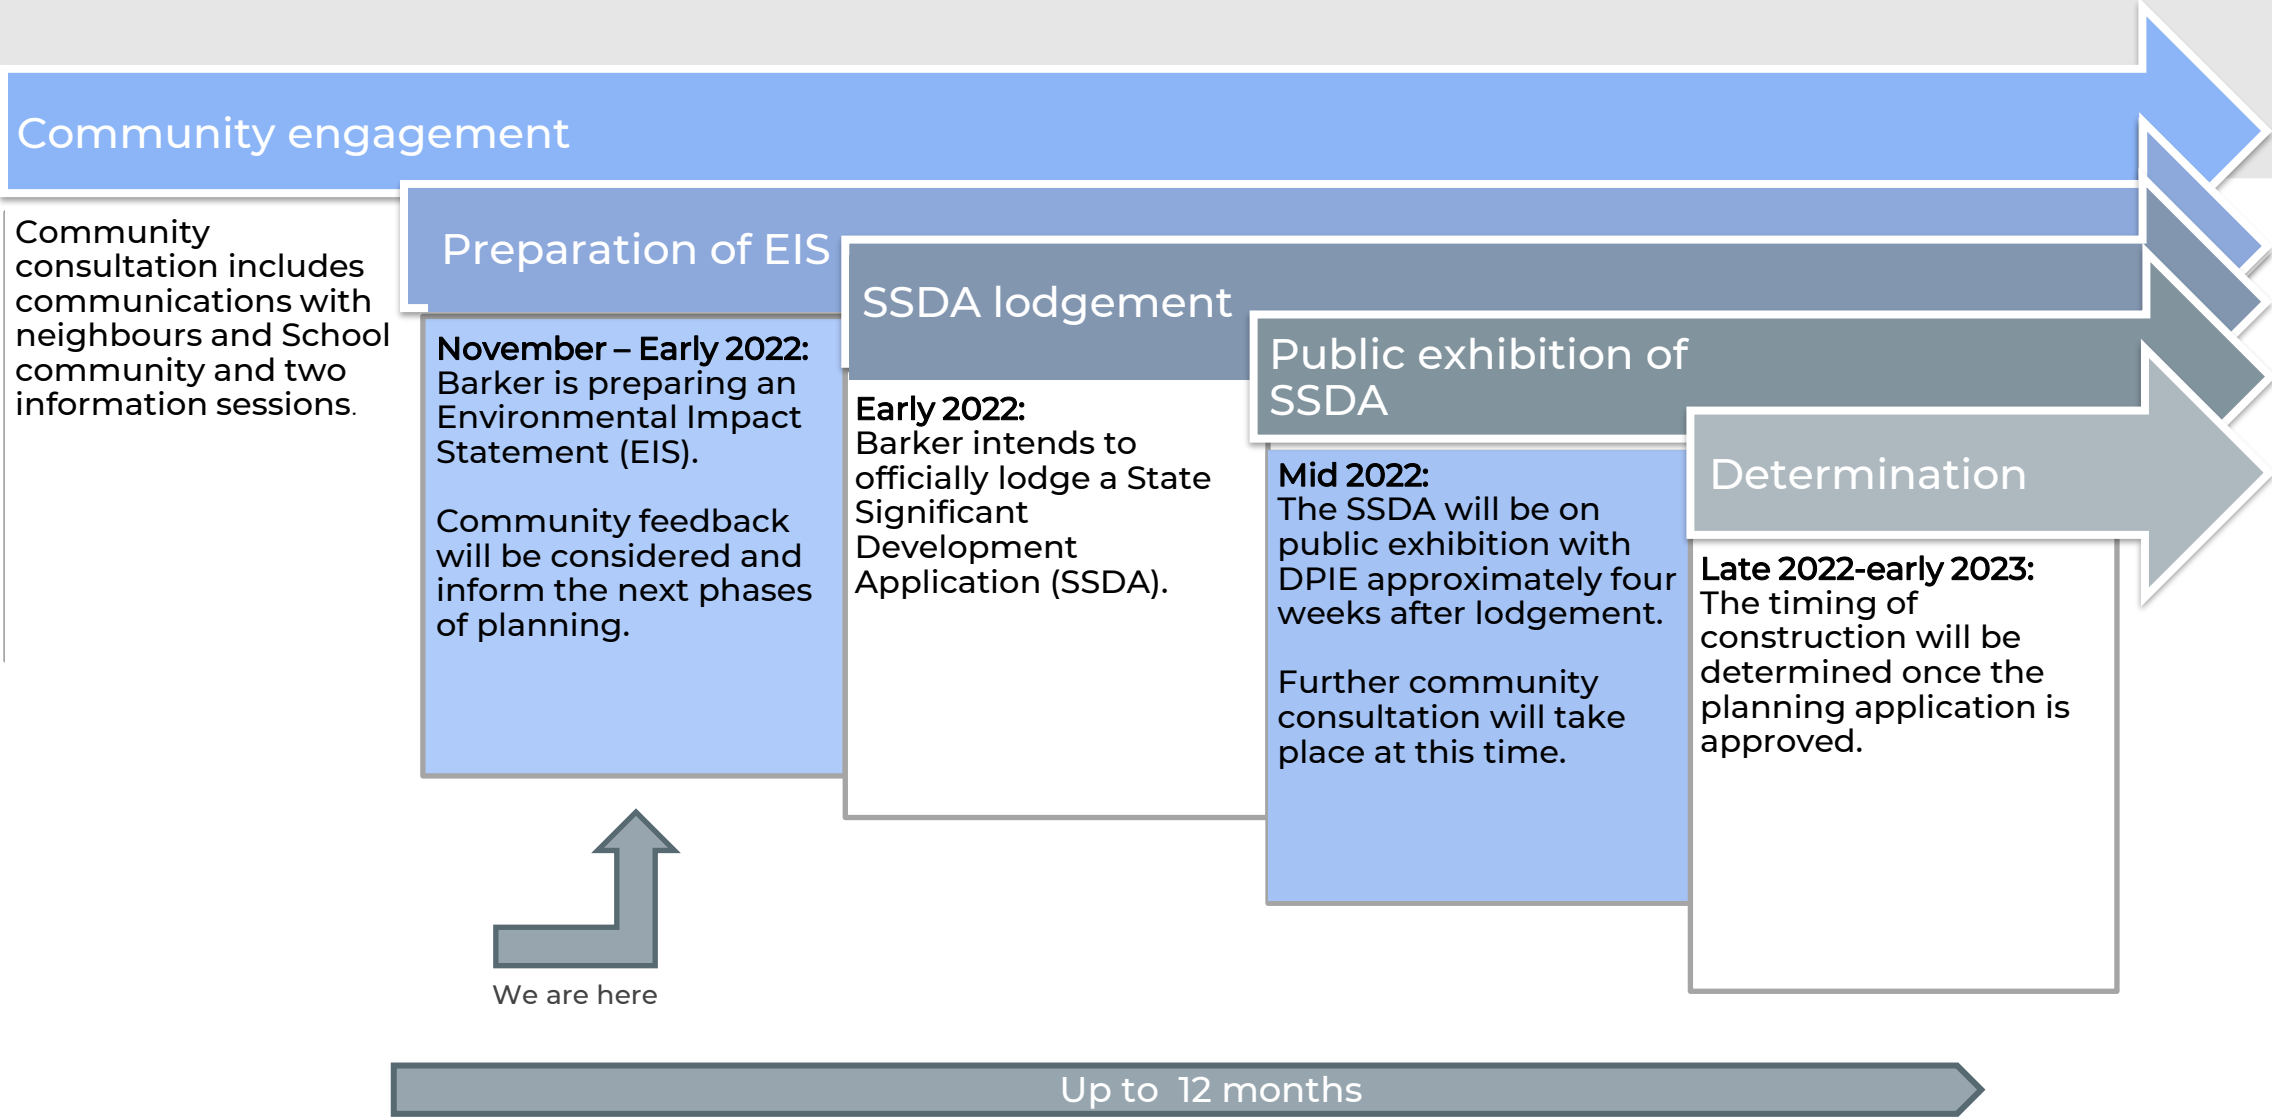 Community engagement
Community
consultation includes
communications with
neighbours and School
community and two
information sessions.
Preparation of EIS
November – Early 2022:
Barker is preparing an
Environmental Impact
Statement (EIS).
Community feedback
will be considered and
inform the next phases
of planning.
SSDA lodgement
Early 2022:
Barker intends to
officially lodge a State
Significant
Development
Application (SSDA).
Public exhibition of
SSDA
Mid 2022:
The SSDA will be on
public exhibition with
DPIE approximately four
weeks after lodgement.
Further community
consultation will take
place at this time.
Determination
Late 2022-early 2023:
The timing of
construction will be
determined once the
planning application is
approved.
We are here
Up to 12 months